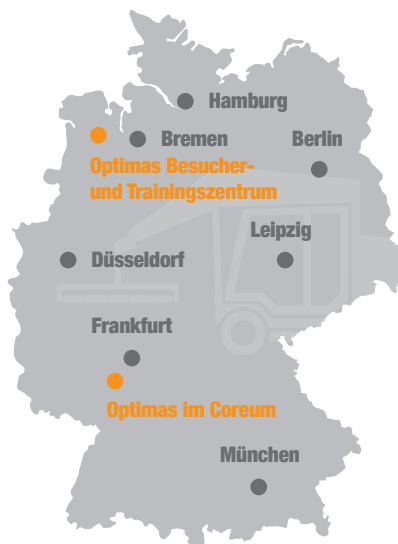 Hamburg
Bremen
Berlin
Optimas Besucher-
und Trainingszentrum
Leipzig
Düsseldorf
Frankfurt
Optimas im Coreum
München